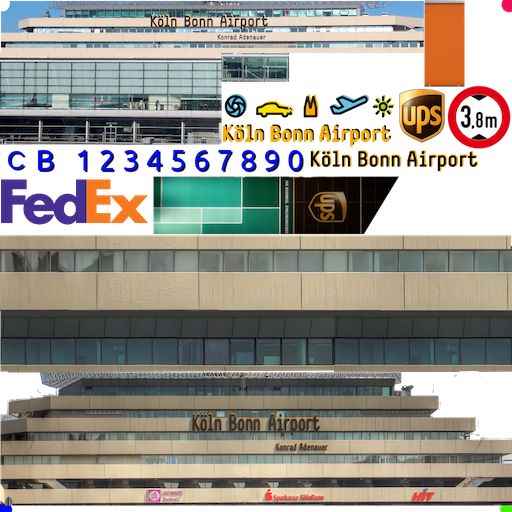 Köln Bonn Airport
Konrad Adenauer
Köln Bonn Airport
ups
3,8m
C B 1 2 3 4 5 6 7 8 9 0
Köln Bonn Airport
FedEx
ups
Köln Bonn Airport
Konrad Adenauer
Sparkasse KölnBonn
HIT